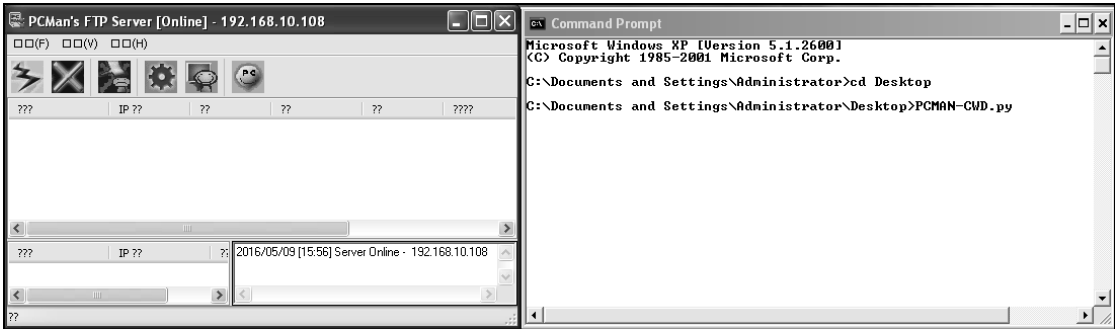 PCMan's FTP Server [Online] - 192.168.10.108
□□(F) □□(V) □□(H)
??? IP ?? ?? ?? ?? ????
??? IP ?? ??
2016/05/09 [15:56] Server Online - 192.168.10.108
??
Command Prompt
Microsoft Windows XP [Version 5.1.2600]
(C) Copyright 1985-2001 Microsoft Corp.
C:\Documents and Settings\Administrator>cd Desktop
C:\Documents and Settings\Administrator\Desktop>PCMAN-CWD.py